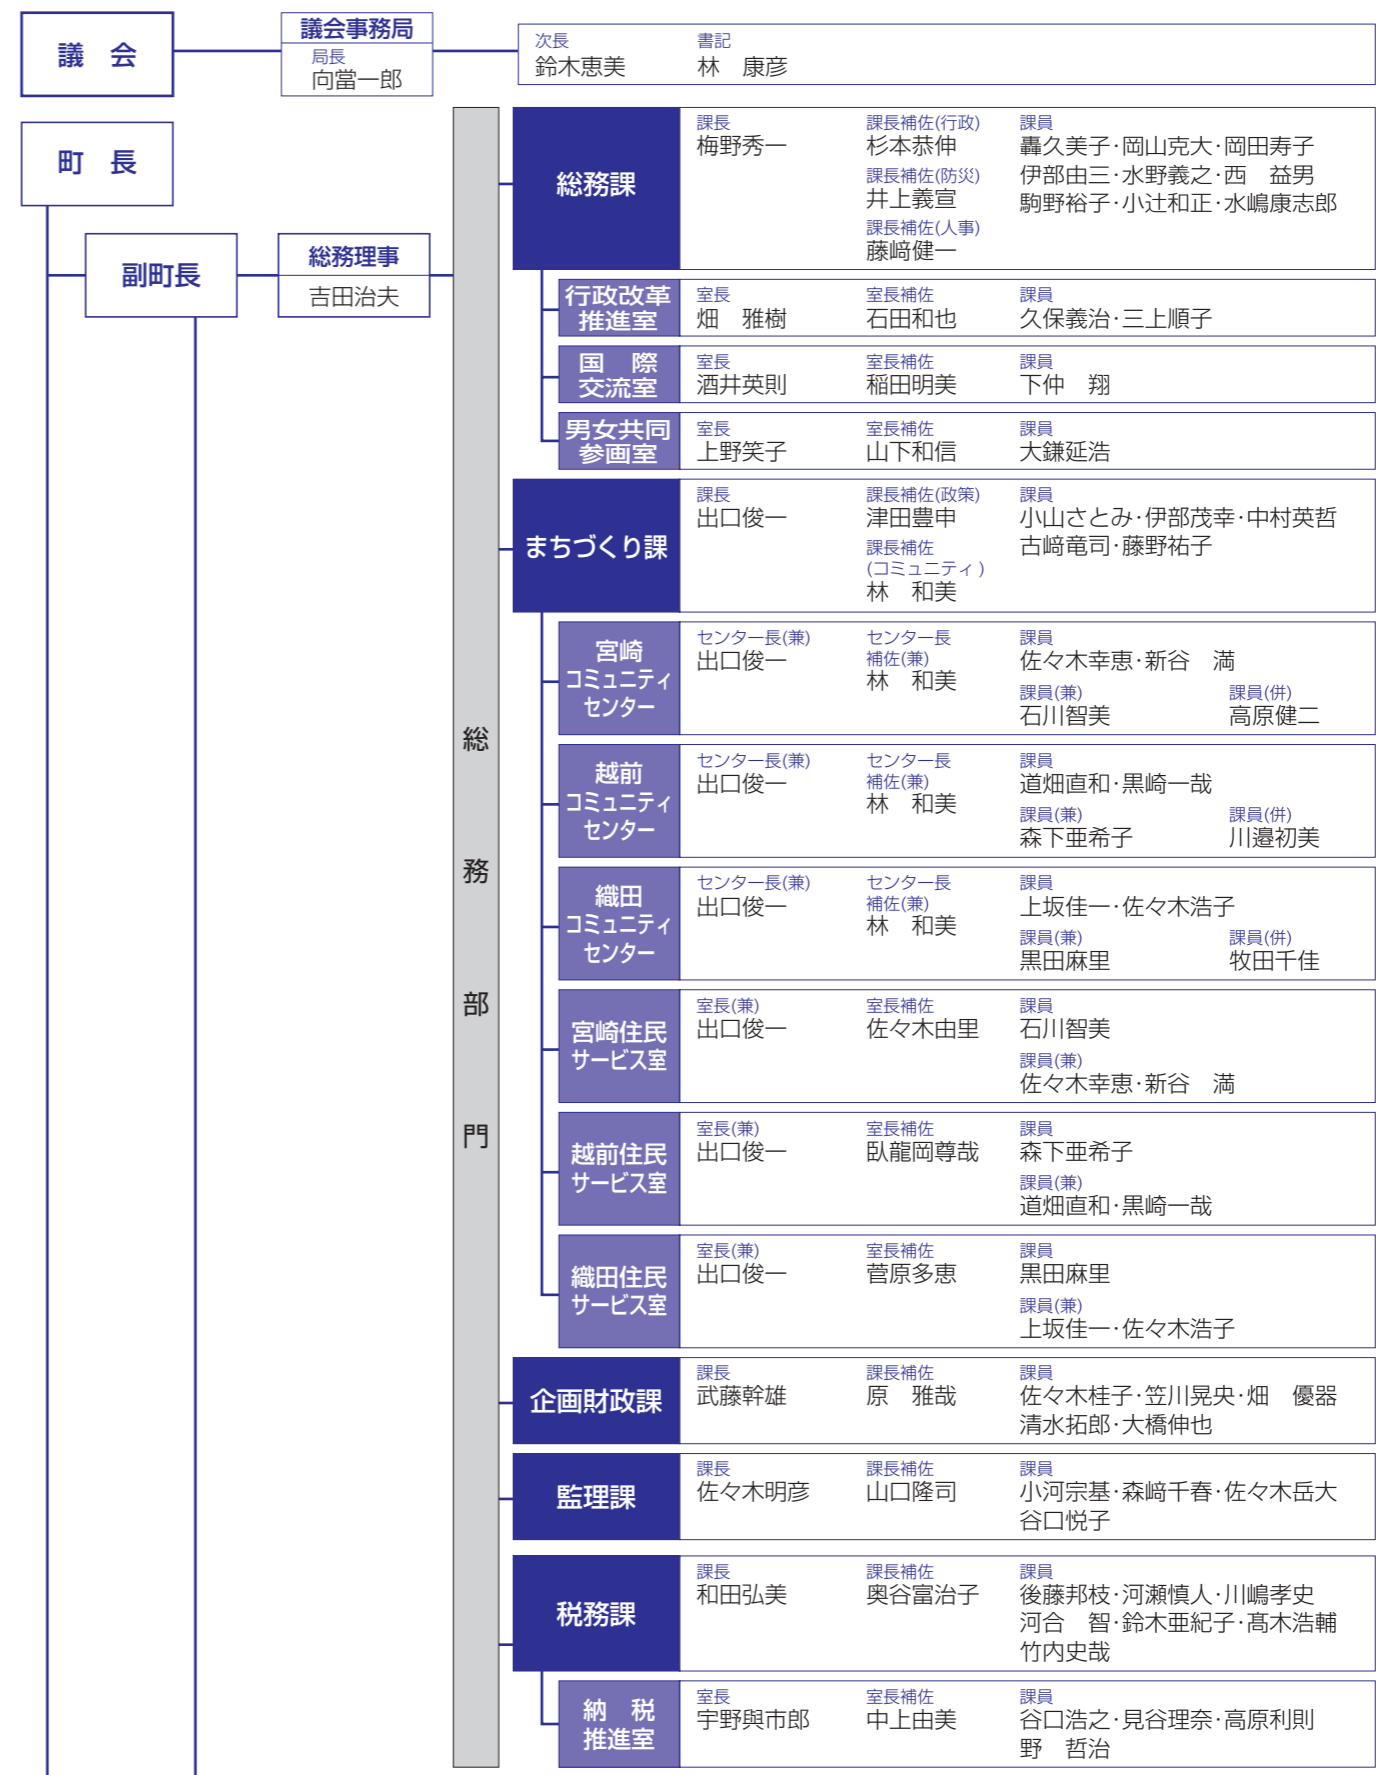 議　会
議会事務局
局長
向當一郎
次長
鈴木恵美
書記
林　康彦
町　長
副町長
総務理事
吉田治夫
総務部門
総務課
課長
梅野秀一
課長補佐(行政)
杉本恭伸
課長補佐(防災)
井上義宣
課長補佐(人事)
藤﨑健一
課員
轟久美子･岡山克大･岡田寿子
伊部由三･水野義之･西　益男
駒野裕子･小辻和正･水嶋康志郎
行政改革
推進室
室長
畑　雅樹
室長補佐
石田和也
課員
久保義治･三上順子
国　際
交流室
室長
酒井英則
室長補佐
稲田明美
課員
下仲　翔
男女共同
参画室
室長
上野笑子
室長補佐
山下和信
課員
大鎌延浩
まちづくり課
課長
出口俊一
課長補佐(政策)
津田豊申
課長補佐
(コミュニティ)
林　和美
課員
小山さとみ･伊部茂幸･中村英哲
古﨑竜司･藤野祐子
宮崎
コミュニティ
センター
センター長(兼)
出口俊一
センター長
補佐(兼)
林　和美
課員
佐々木幸恵･新谷　満
課員(兼)
石川智美
課員(併)
高原健二
越前
コミュニティ
センター
センター長(兼)
出口俊一
センター長
補佐(兼)
林　和美
課員
道畑直和･黒崎一哉
課員(兼)
森下亜希子
課員(併)
川邉初美
織田
コミュニティ
センター
センター長(兼)
出口俊一
センター長
補佐(兼)
林　和美
課員
上坂佳一･佐々木浩子
課員(兼)
黒田麻里
課員(併)
牧田千佳
宮崎住民
サービス室
室長(兼)
出口俊一
室長補佐
佐々木由里
課員
石川智美
課員(兼)
佐々木幸恵･新谷　満
越前住民
サービス室
室長(兼)
出口俊一
室長補佐
臥龍岡尊哉
課員
森下亜希子
課員(兼)
道畑直和･黒崎一哉
織田住民
サービス室
室長(兼)
出口俊一
室長補佐
菅原多恵
課員
黒田麻里
課員(兼)
上坂佳一･佐々木浩子
企画財政課
課長
武藤幹雄
課長補佐
原　雅哉
課員
佐々木桂子･笠川晃央･畑　優器
清水拓郎･大橋伸也
監理課
課長
佐々木明彦
課長補佐
山口隆司
課員
小河宗基･森﨑千春･佐々木岳大
谷口悦子
税務課
課長
和田弘美
課長補佐
奥谷富治子
課員
後藤邦枝･河瀬慎人･川嶋孝史
河合　智･鈴木亜紀子･髙木浩輔
竹内史哉
納　税
推進室
室長
宇野與市郎
室長補佐
中上由美
課員
谷口浩之･見谷理奈･高原利則
野　哲治